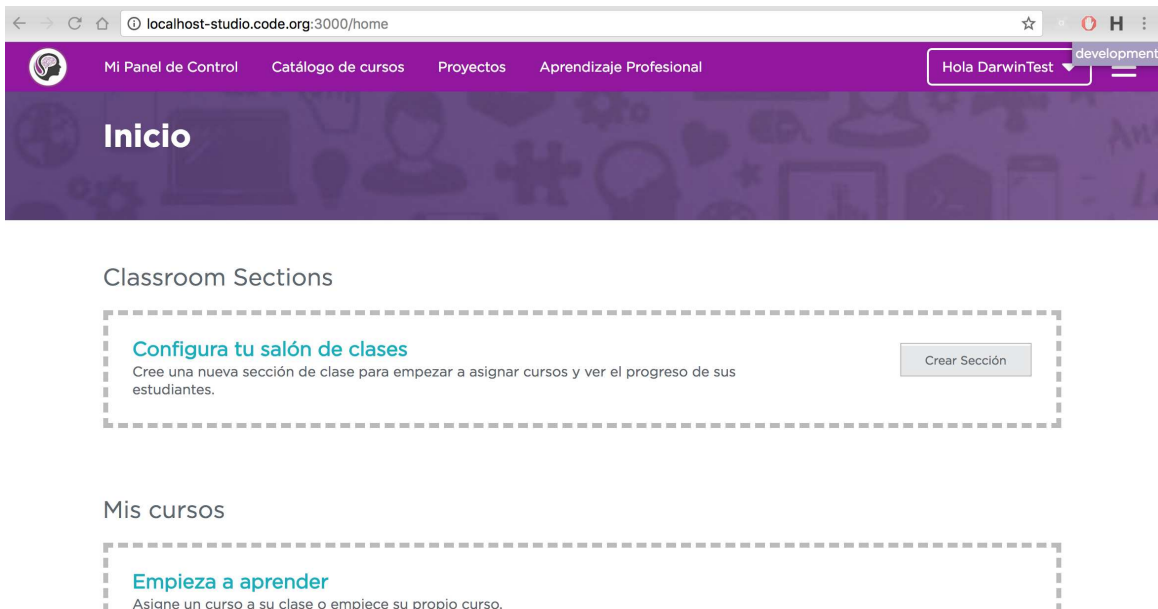 localhost-studio.code.org:3000/home
H
development
Mi Panel de Control Catálogo de cursos Proyectos Aprendizaje Profesional Hola DarwinTest
Inicio
Classroom Sections
Configura tu salón de clases
Cree una nueva sección de clase para empezar a asignar cursos y ver el progreso de sus
estudiantes.
Crear Sección
Mis cursos
Empieza a aprender
Asigne un curso a su clase o empiece su propio curso.